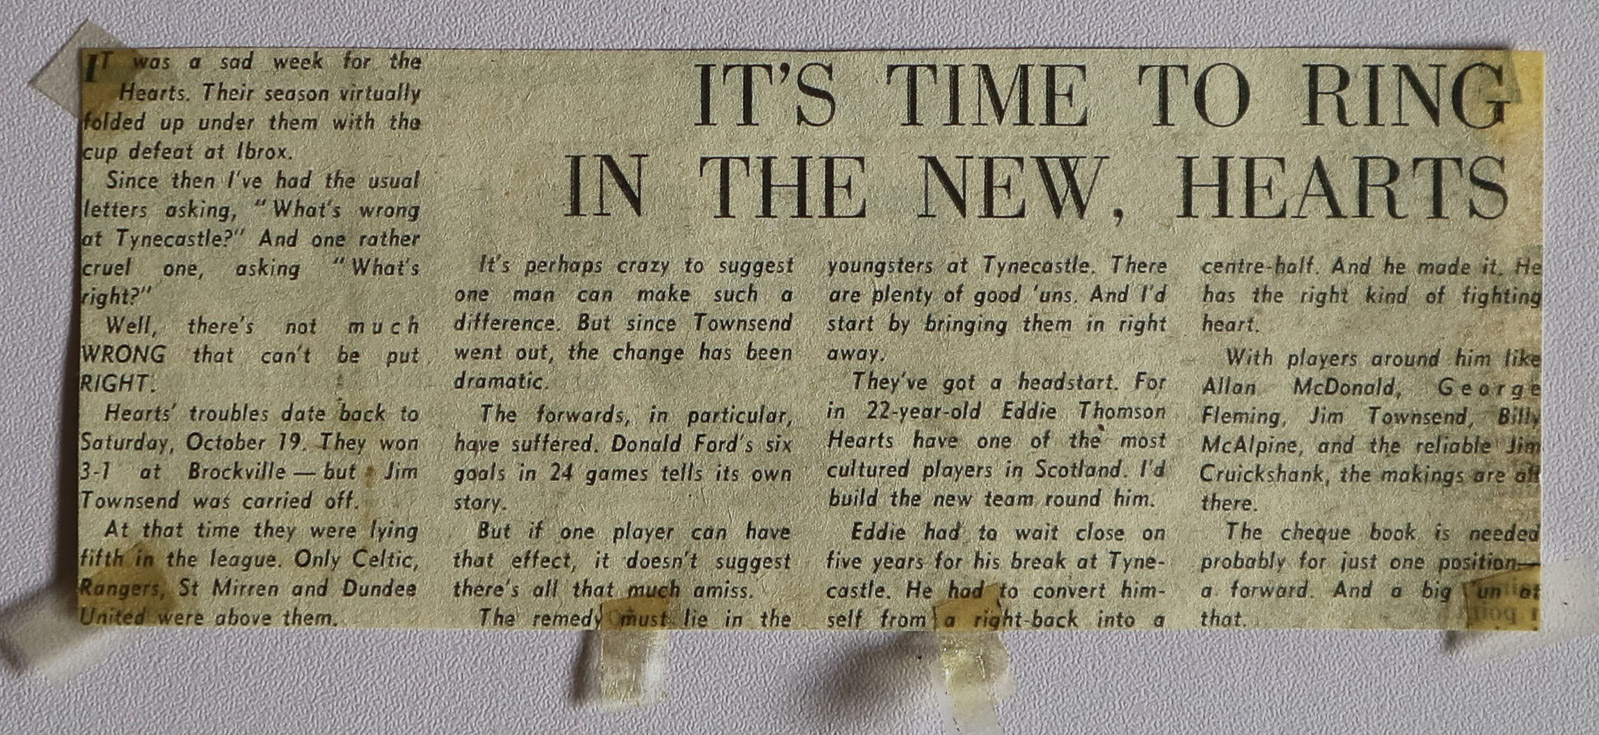 IT'S TIME TO RING
IN THE NEW, HEARTS
IT was a sad week for the
Hearts. Their season virtually
folded up under them with the
cup defeat at Ibrox.
Since then I've had the usual
letters asking, "What's wrong
at Tynecastle?" And one rather
cruel one, asking "What's
right?"
Well, there's not much
WRONG that can't be put
RIGHT.
Hearts' troubles date back to
Saturday, October 19. They won
3-1 at Brockville — but Jim
Townsend was carried off.
At that time they were lying
fifth in the league. Only Celtic,
Rangers, St Mirren and Dundee
United were above them.
It's perhaps crazy to suggest
one man can make such a
difference. But since Townsend
went out, the change has been
dramatic.
The forwards, in particular,
have suffered. Donald Ford's six
goals in 24 games tells its own
story.
But if one player can have
that effect, it doesn't suggest
there's all that much amiss.
The remedy must lie in the
youngsters at Tynecastle. There
are plenty of good 'uns. And I'd
start by bringing them in right
away.
They've got a headstart. For
in 22-year-old Eddie Thomson
Hearts have one of the most
cultured players in Scotland. I'd
build the new team round him.
Eddie had to wait close on
five years for his break at Tyne-
castle. He had to convert him-
self from a right-back into a
centre-half. And he made it. He
has the right kind of fighting
heart.
With players around him like
Allan McDonald, George
Fleming, Jim Townsend, Billy
McAlpine, and the reliable Jim
Cruickshank, the makings are all
there.
The cheque book is needed
probably for just one position—
a forward. And a big 'un at
that.